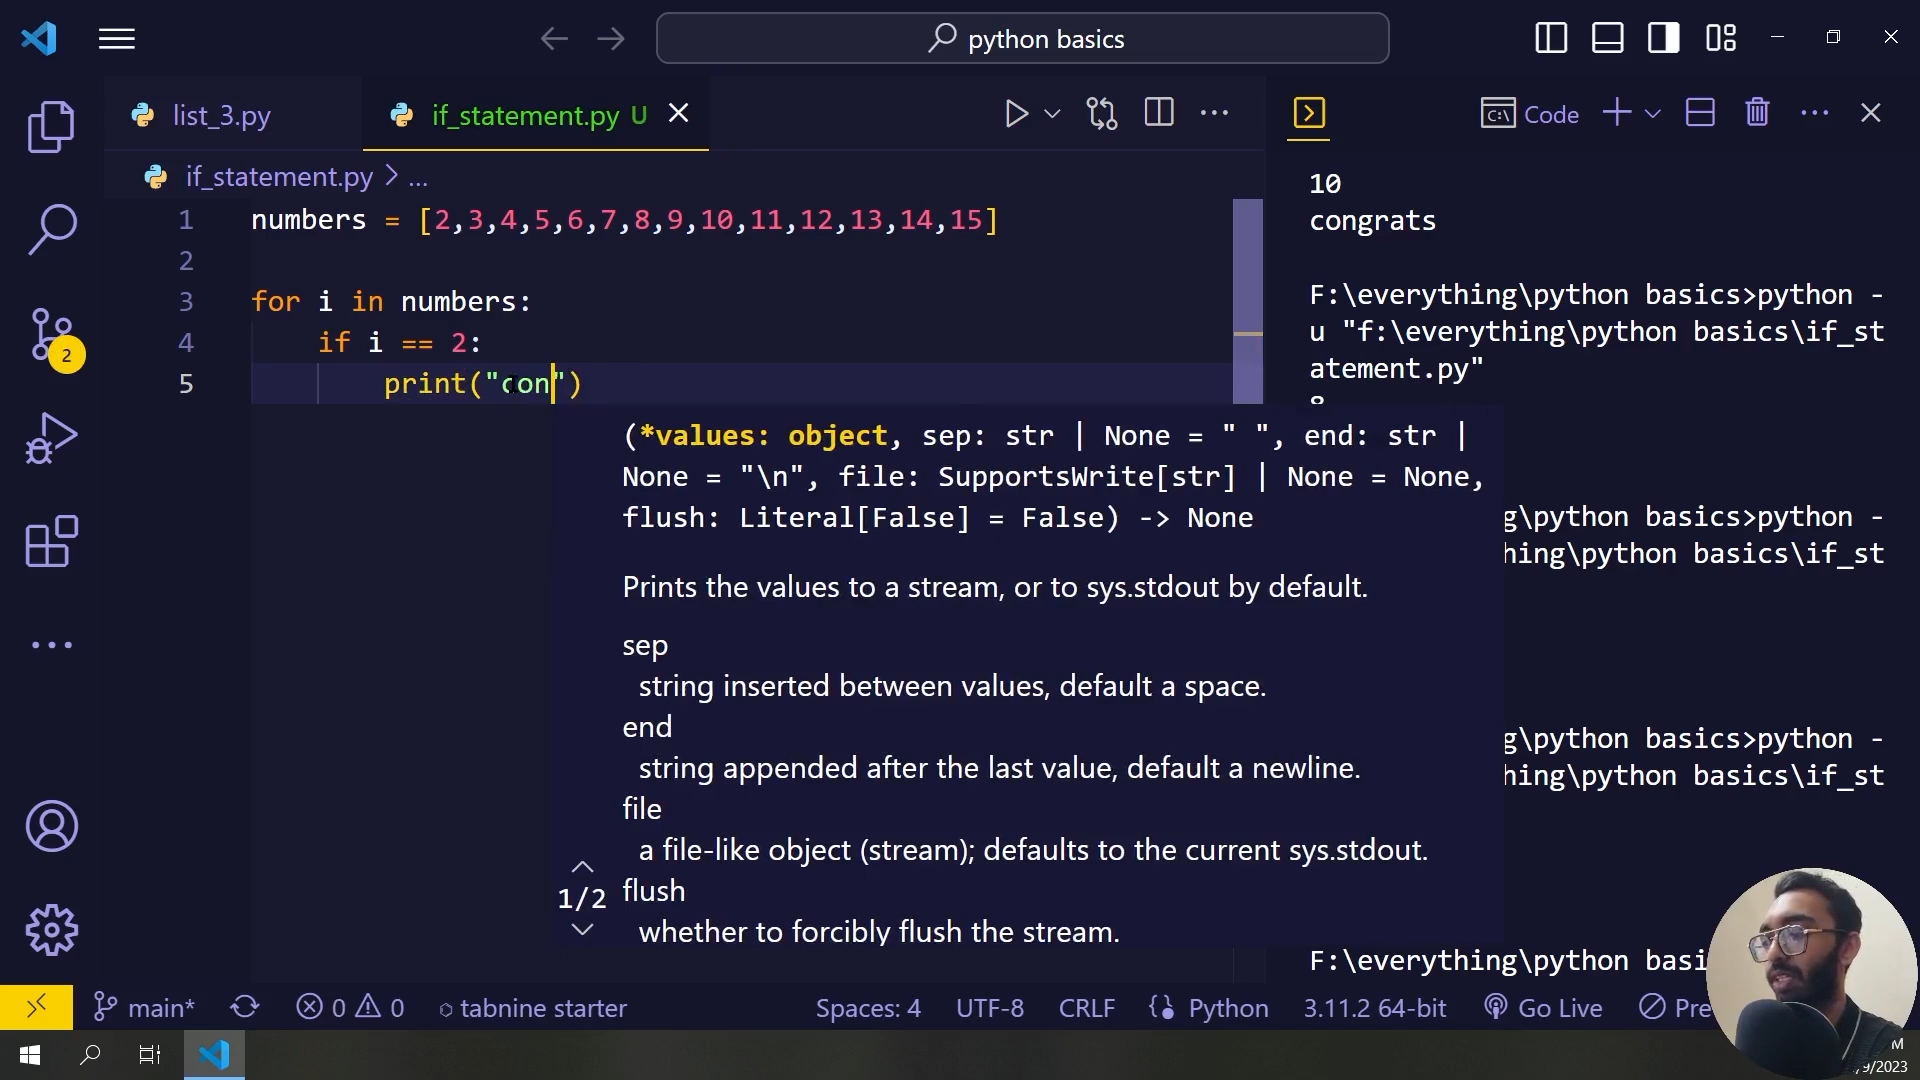 python basics
list_3.py
if_statement.py U
Code
if_statement.py > ...
1 numbers = [2,3,4,5,6,7,8,9,10,11,12,13,14,15]
2
3 for i in numbers:
4 if i == 2:
5 print("con")
(*values: object, sep: str | None = " ", end: str |
None = "\n", file: SupportsWrite[str] | None = None,
flush: Literal[False] = False) -> None
Prints the values to a stream, or to sys.stdout by default.
sep
string inserted between values, default a space.
end
string appended after the last value, default a newline.
file
a file-like object (stream); defaults to the current sys.stdout.
1/2
flush
whether to forcibly flush the stream.
10
congrats
F:\everything\python basics>python -
u "f:\everything\python basics\if_st
atement.py"
8
g\python basics>python -
hing\python basics\if_st
g\python basics>python -
hing\python basics\if_st
F:\everything\python basi
2
main*
0
0
tabnine starter
Spaces: 4
UTF-8
CRLF
Python
3.11.2 64-bit
Go Live
Pre
M
/9/2023